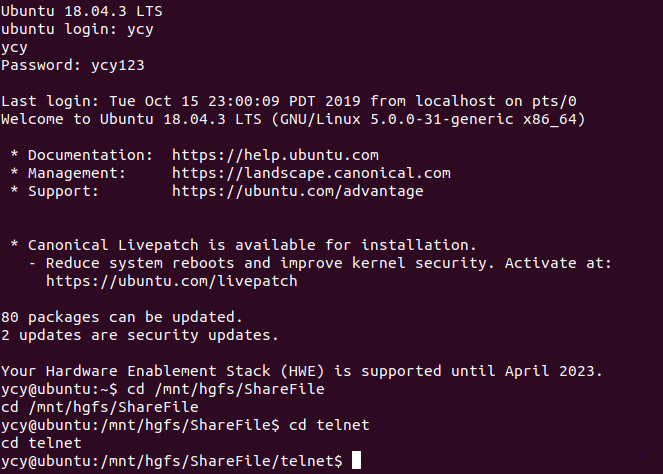 Ubuntu 18.04.3 LTS
ubuntu login: ycy
ycy
Password: ycy123
Last login: Tue Oct 15 23:00:09 PDT 2019 from localhost on pts/0
Welcome to Ubuntu 18.04.3 LTS (GNU/Linux 5.0.0-31-generic x86_64)
* Documentation:  https://help.ubuntu.com
* Management:     https://landscape.canonical.com
* Support:        https://ubuntu.com/advantage
* Canonical Livepatch is available for installation.
- Reduce system reboots and improve kernel security. Activate at:
https://ubuntu.com/livepatch
80 packages can be updated.
2 updates are security updates.
Your Hardware Enablement Stack (HWE) is supported until April 2023.
ycy@ubuntu:~$ cd /mnt/hgfs/ShareFile
cd /mnt/hgfs/ShareFile
ycy@ubuntu:/mnt/hgfs/ShareFile$ cd telnet
cd telnet
ycy@ubuntu:/mnt/hgfs/ShareFile/telnet$